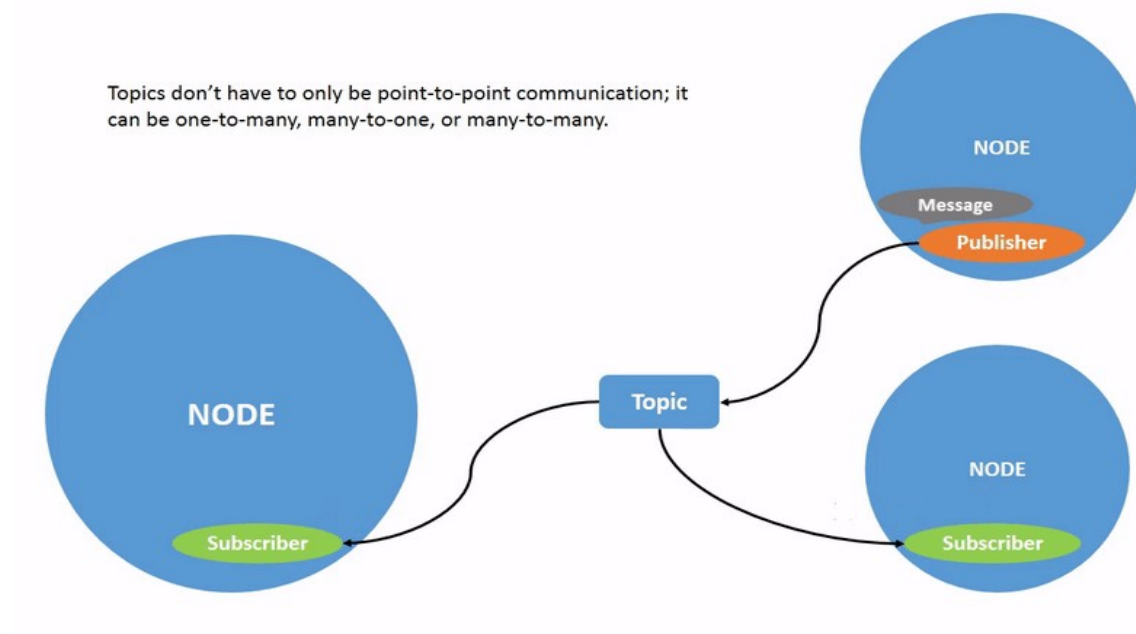 Topics don’t have to only be point-to-point communication; it
can be one-to-many, many-to-one, or many-to-many.
NODE
Message
Publisher
Topic
NODE
Subscriber
NODE
Subscriber